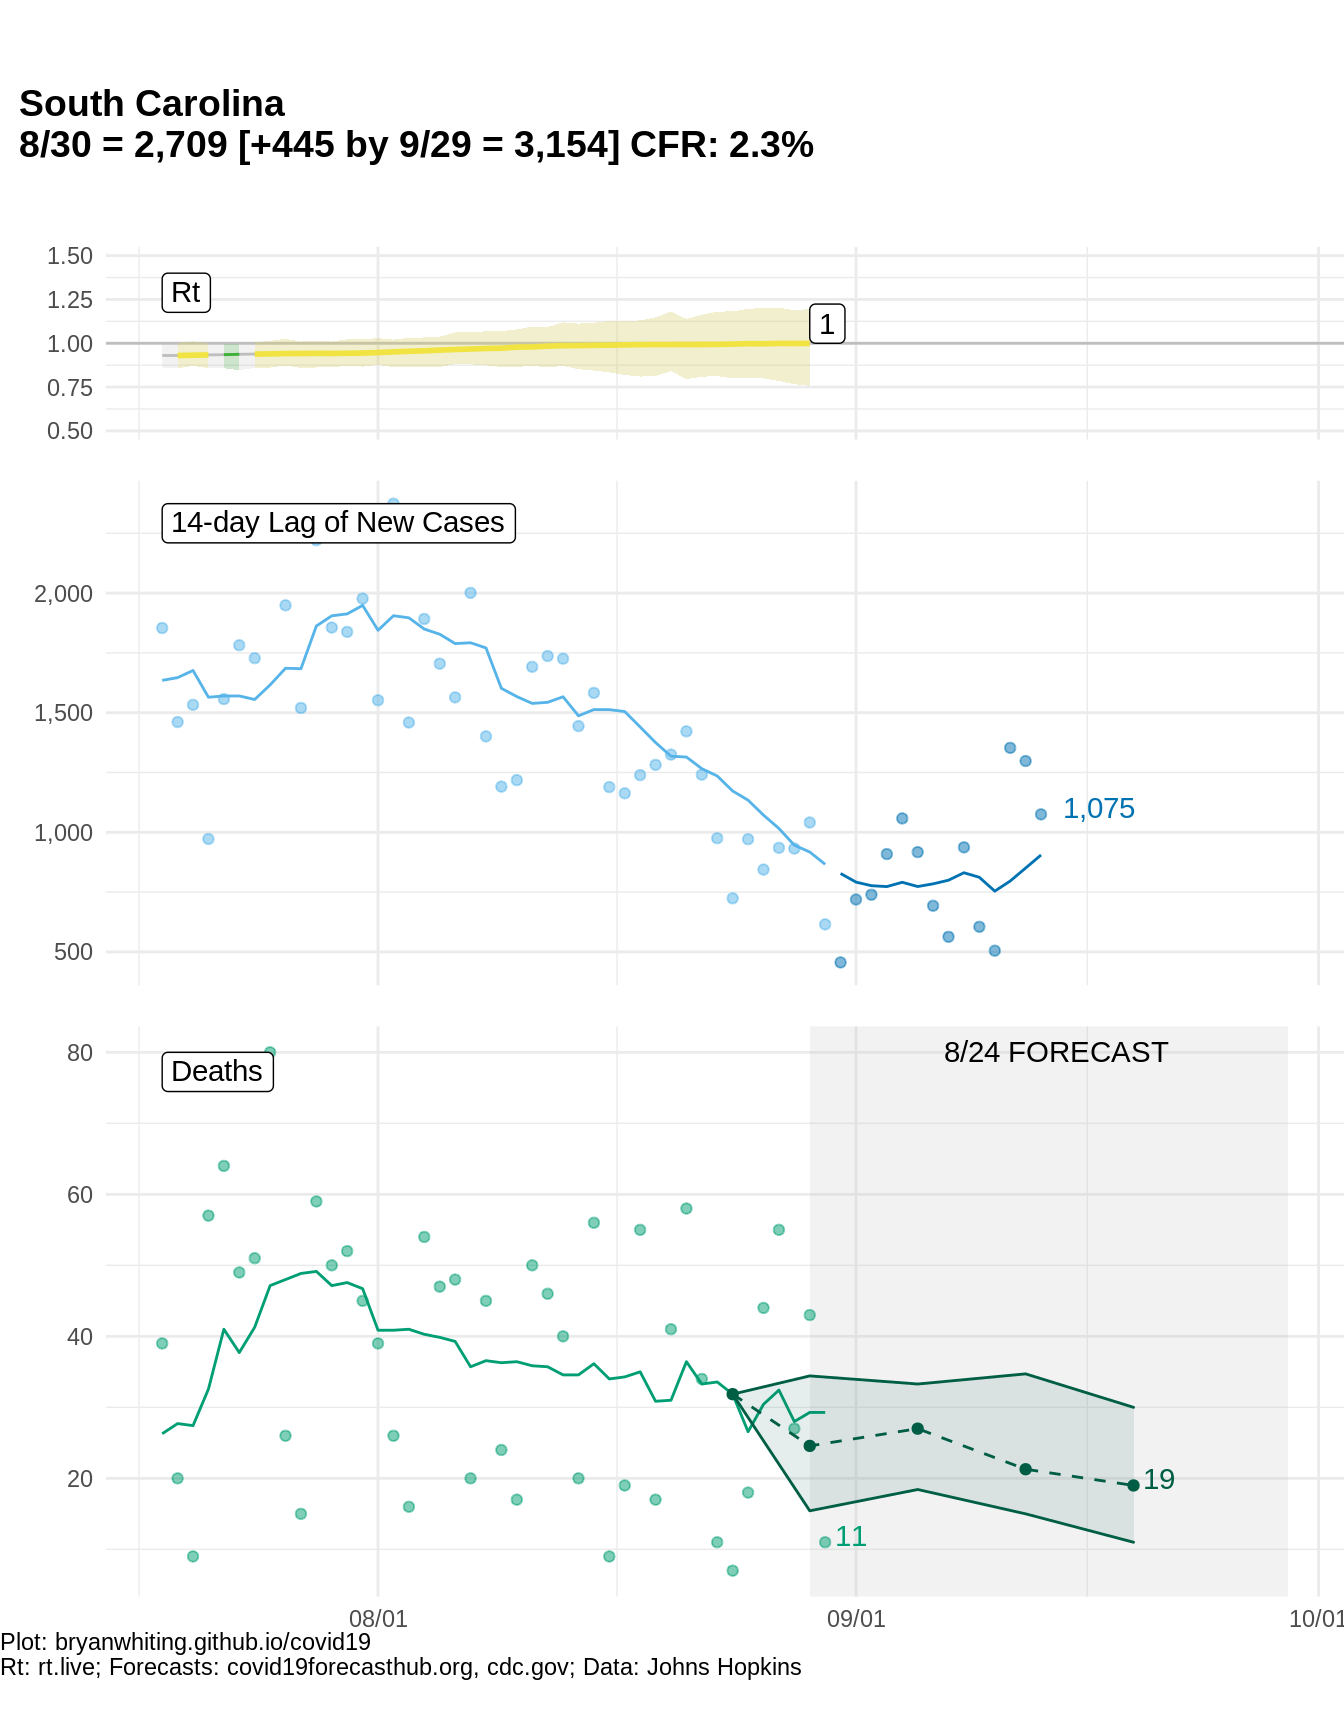 South Carolina
8/30 = 2,709 [+445 by 9/29 = 3,154] CFR: 2.3%
1.50
1.25
1.00
0.75
0.50
Rt
1
14-day Lag of New Cases
2,000
1,500
1,000
500
1,075
80
60
40
20
Deaths
8/24 FORECAST
19
11
08/01
09/01
10/01
Plot: bryanwhiting.github.io/covid19
Rt: rt.live; Forecasts: covid19forecasthub.org, cdc.gov; Data: Johns Hopkins